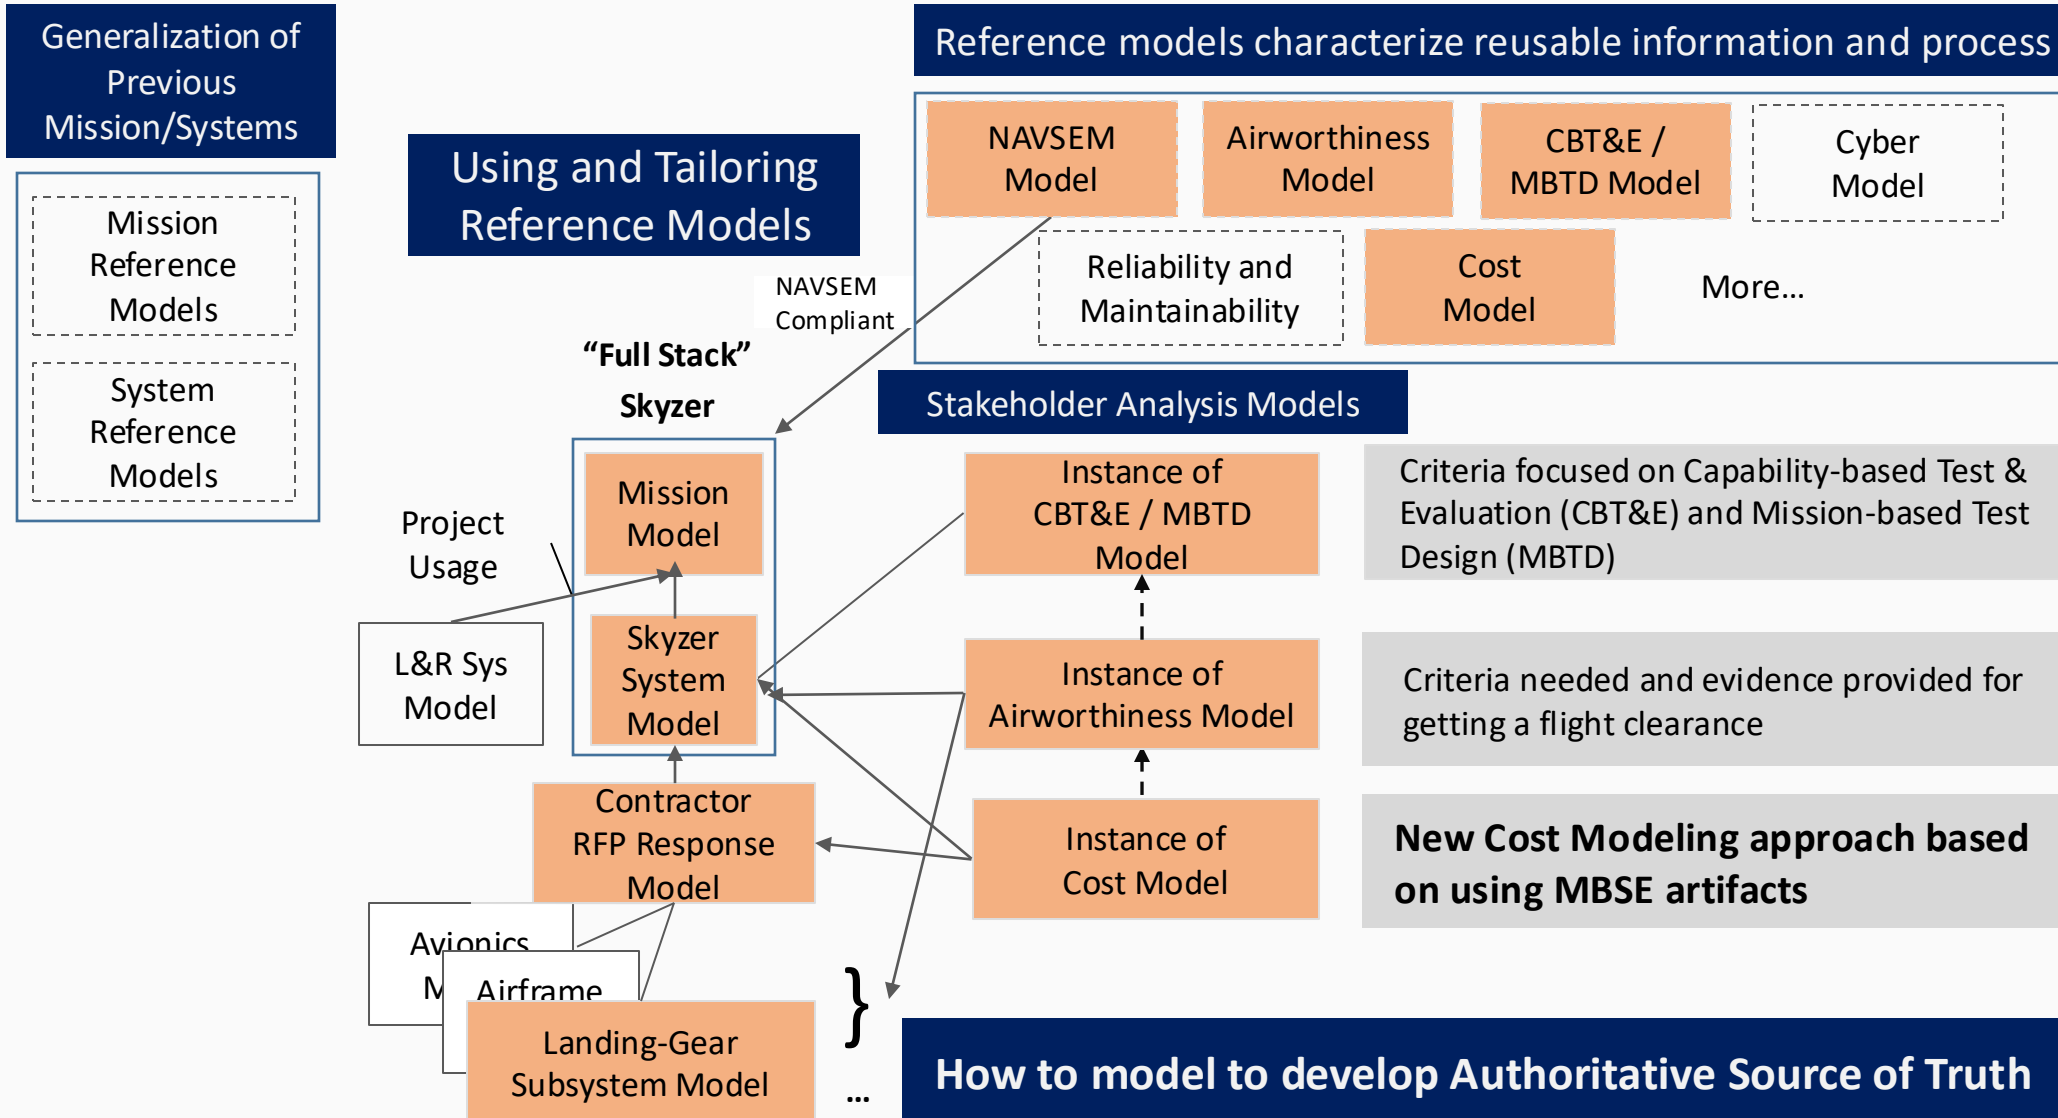 Generalization of
Previous
Mission/Systems
Mission
Reference
Models
System
Reference
Models
Using and Tailoring
Reference Models
Reference models characterize reusable information and process
NAVSEM
Model
Airworthiness
Model
CBT&E /
MBTD Model
Cyber
Model
Reliability and
Maintainability
Cost
Model
More…
NAVSEM
Compliant
“Full Stack”
Skyzer
Stakeholder Analysis Models
Mission
Model
Project
Usage
L&R Sys
Model
Skyzer
System
Model
Contractor
RFP Response
Model
Avionics
Airframe
Landing-Gear
Subsystem Model
}
…
Instance of
CBT&E / MBTD
Model
Instance of
Airworthiness Model
Instance of
Cost Model
Criteria focused on Capability-based Test &
Evaluation (CBT&E) and Mission-based Test
Design (MBTD)
Criteria needed and evidence provided for
getting a flight clearance
New Cost Modeling approach based
on using MBSE artifacts
How to model to develop Authoritative Source of Truth